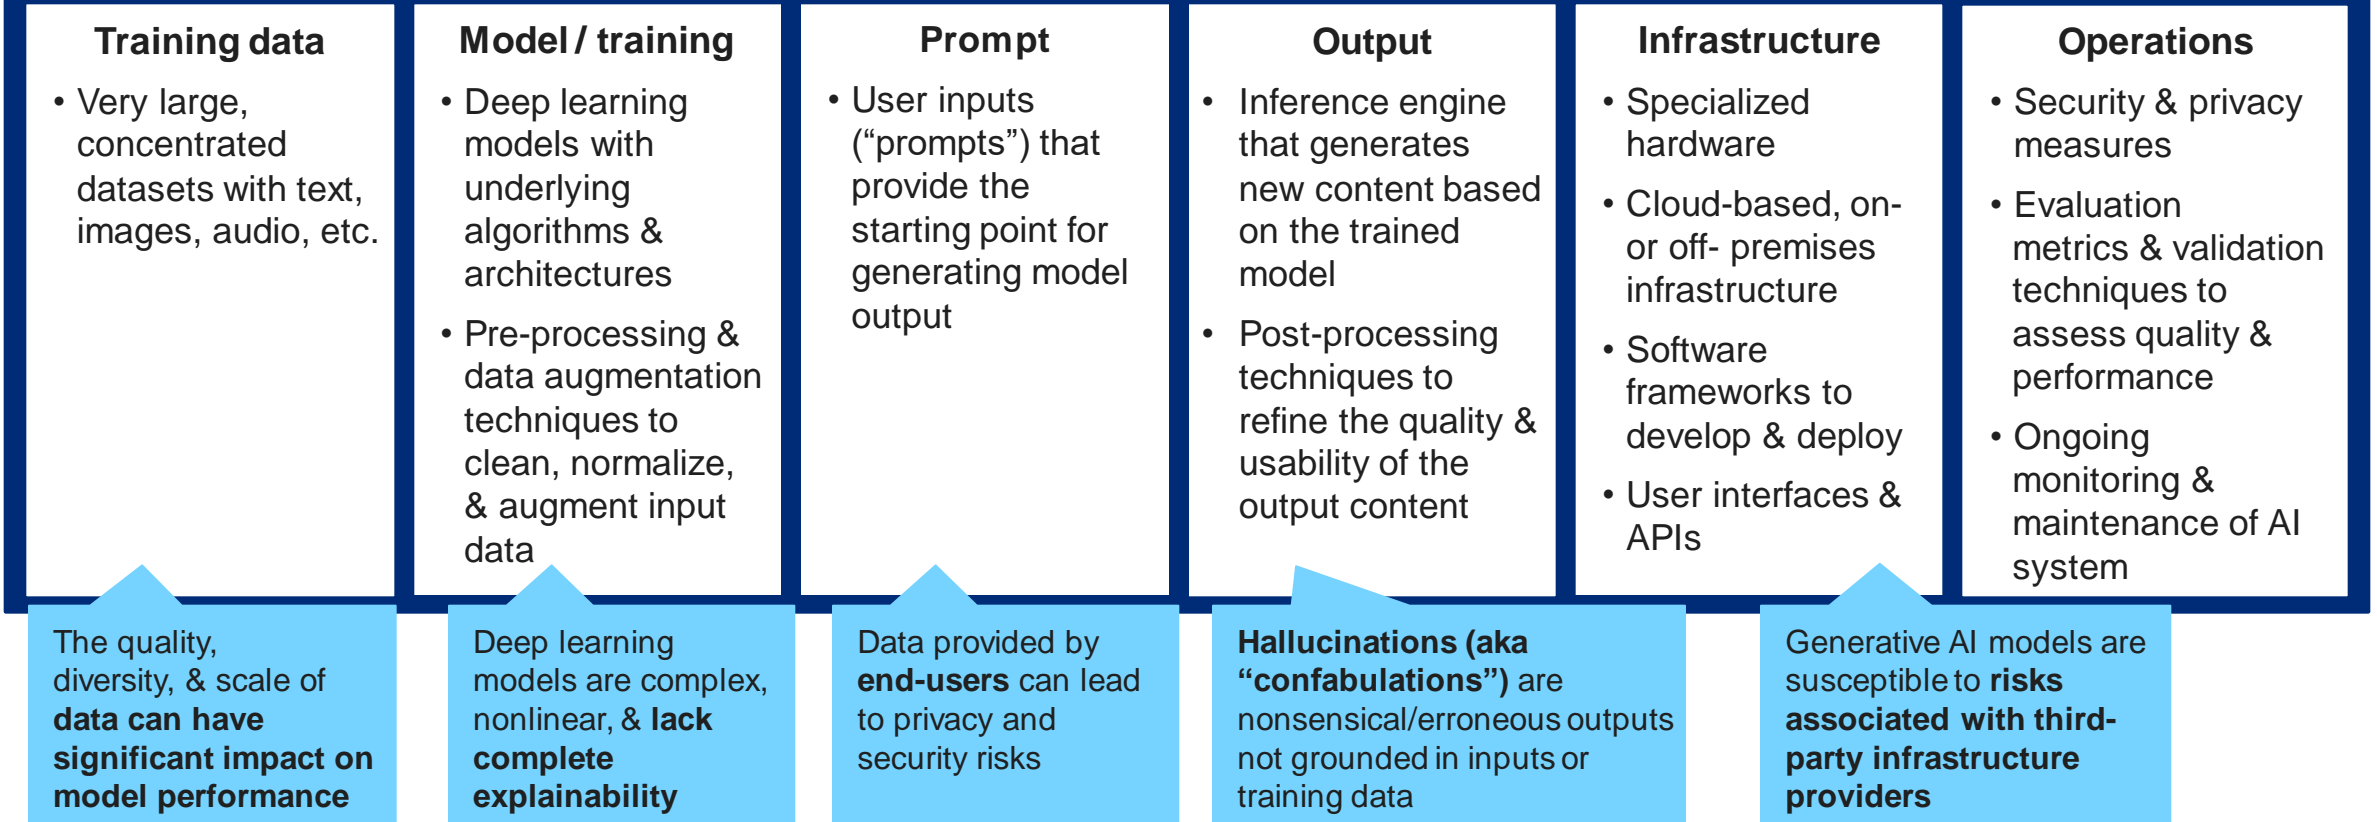 Training data
• Very large,
concentrated
datasets with text,
images, audio, etc.
Model / training
• Deep learning
models with
underlying
algorithms &
architectures
• Pre-processing &
data augmentation
techniques to
clean, normalize,
& augment input
data
Prompt
• User inputs
(“prompts”) that
provide the
starting point for
generating model
output
Output
• Inference engine
that generates
new content based
on the trained
model
• Post-processing
techniques to
refine the quality &
usability of the
output content
Infrastructure
• Specialized
hardware
• Cloud-based, on-
or off- premises
infrastructure
• Software
frameworks to
develop & deploy
• User interfaces &
APIs
Operations
• Security & privacy
measures
• Evaluation
metrics & validation
techniques to
assess quality &
performance
• Ongoing
monitoring &
maintenance of AI
system
The quality,
diversity, & scale of
data can have
significant impact on
model performance
Deep learning
models are complex,
nonlinear, & lack
complete
explainability
Data provided by
end-users can lead
to privacy and
security risks
Hallucinations (aka
“confabulations”) are
nonsensical/erroneous outputs
not grounded in inputs or
training data
Generative AI models are
susceptible to risks
associated with third-
party infrastructure
providers